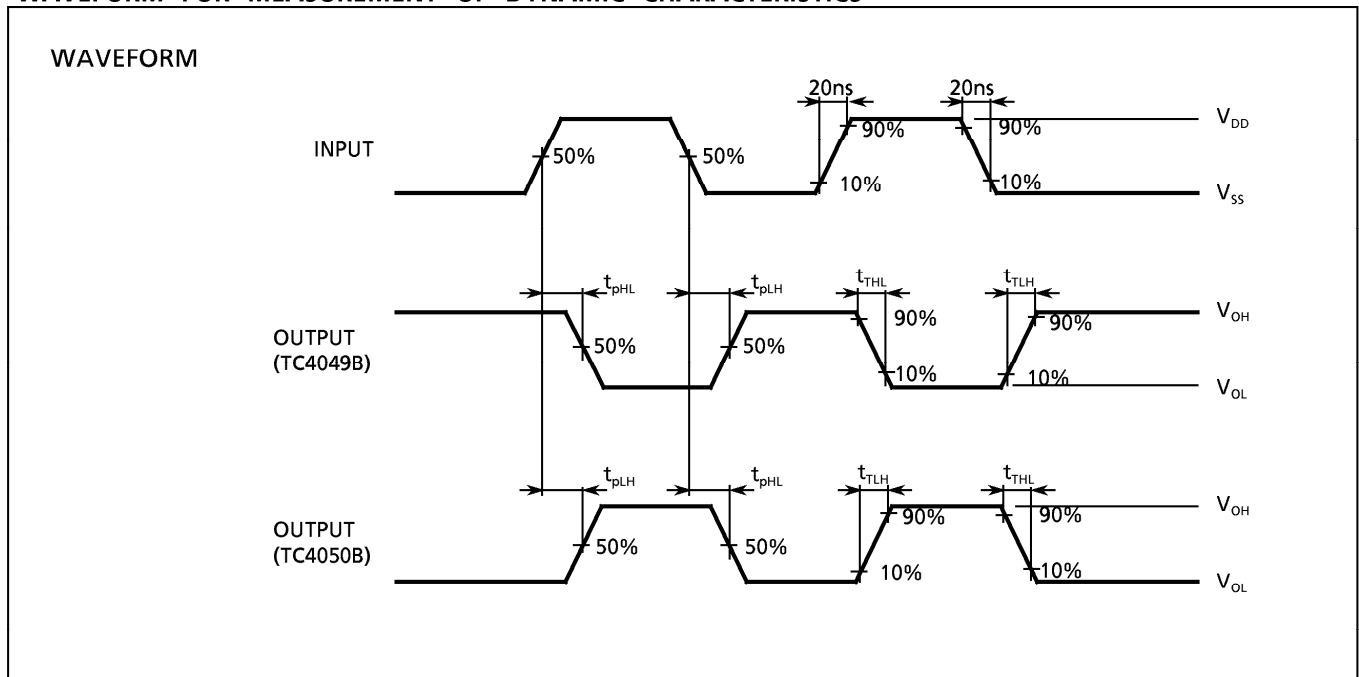 WAVEFORM FOR MEASUREMENT OF DYNAMIC CHARACTERISTICS
WAVEFORM
20ns 20ns
INPUT 50% 50% 90% 90% V_DD
10% 10% V_SS
t_pHL t_pLH t_THL t_TLH
OUTPUT
(TC4049B)
50% 50% 90% 90% V_OH
10% 10% V_OL
t_pLH t_pHL t_TLH t_THL
OUTPUT
(TC4050B)
50% 50% 90% 90% V_OH
10% 10% V_OL